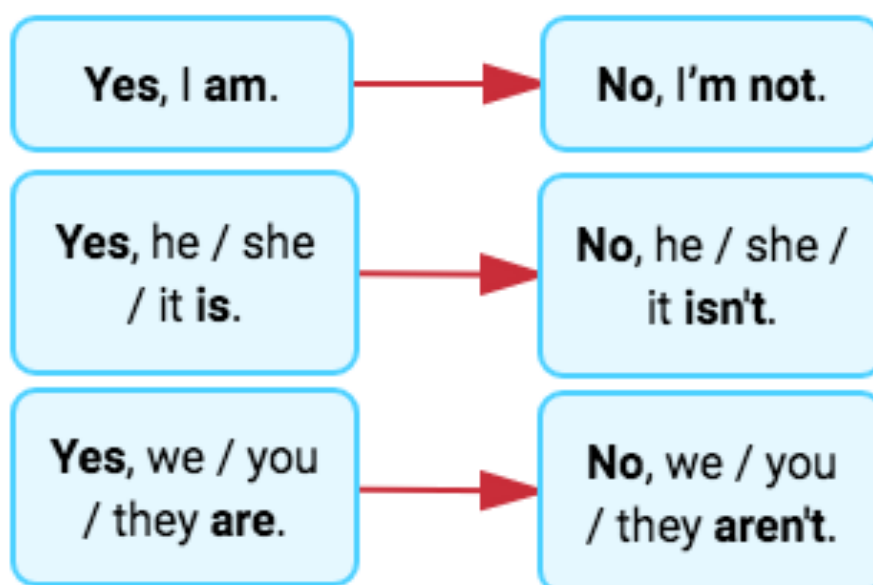 Yes, I am.
No, I'm not.
Yes, he / she
/ it is.
No, he / she /
it isn't.
Yes, we / you
/ they are.
No, we / you
/ they aren't.